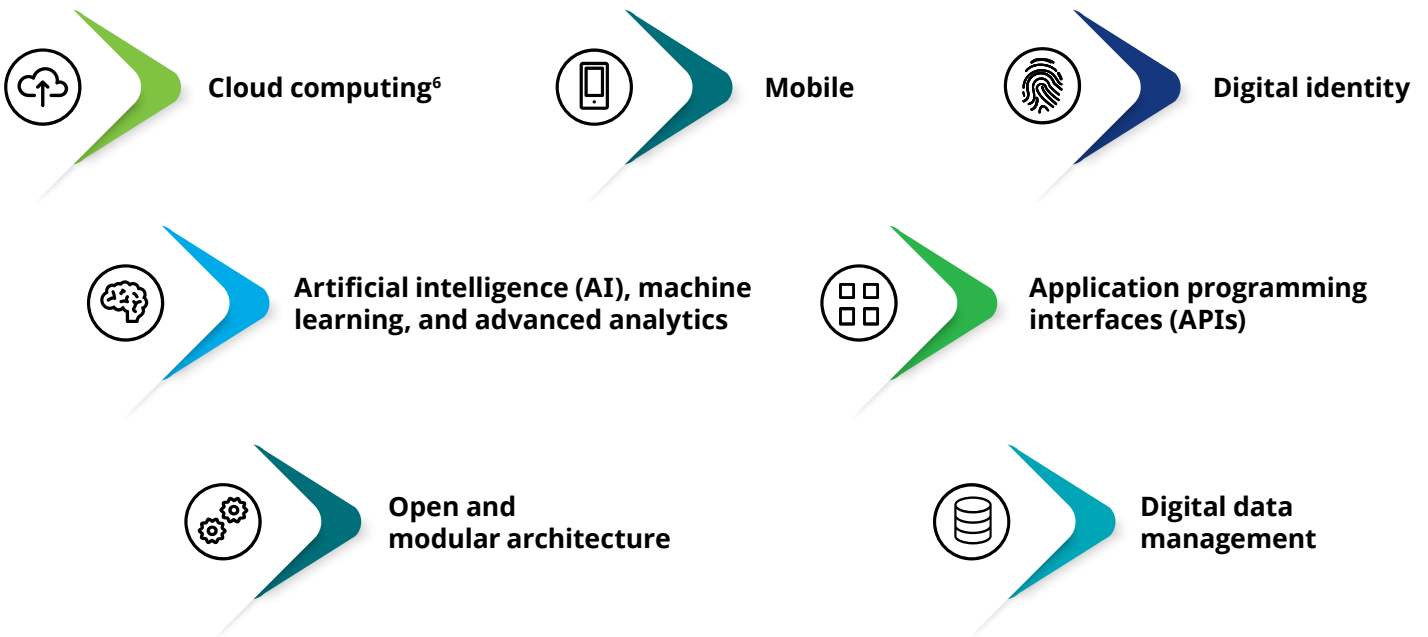 Cloud computing⁶
Mobile
Digital identity
Artificial intelligence (AI), machine
learning, and advanced analytics
Application programming
interfaces (APIs)
Open and
modular architecture
Digital data
management